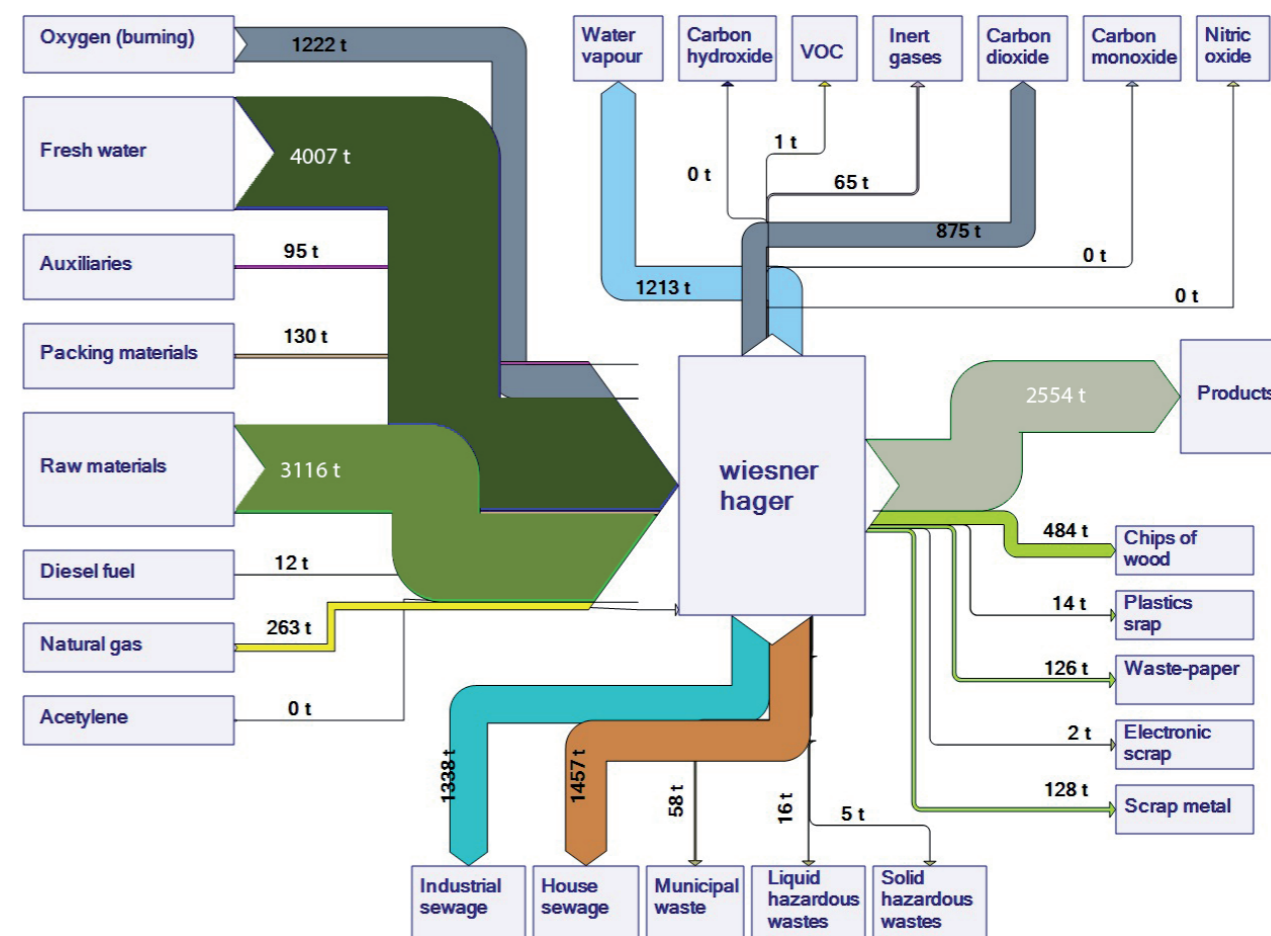 Oxygen (burning)
1222 t
Fresh water
4007 t
Auxiliaries
95 t
Packing materials
130 t
Raw materials
3116 t
Diesel fuel
12 t
Natural gas
263 t
Acetylene
0 t
Water
vapour
Carbon
hydroxide
VOC
Inert
gases
Carbon
dioxide
Carbon
monoxide
Nitric
oxide
1 t
0 t
65 t
875 t
0 t
1213 t
0 t
wiesner
hager
2554 t
Products
484 t
Chips of
wood
14 t
Plastics
srap
126 t
Waste-paper
2 t
Electronic
scrap
128 t
Scrap metal
1338 t
1457 t
58 t
16 t
5 t
Industrial
sewage
House
sewage
Municipal
waste
Liquid
hazardous
wastes
Solid
hazardous
wastes